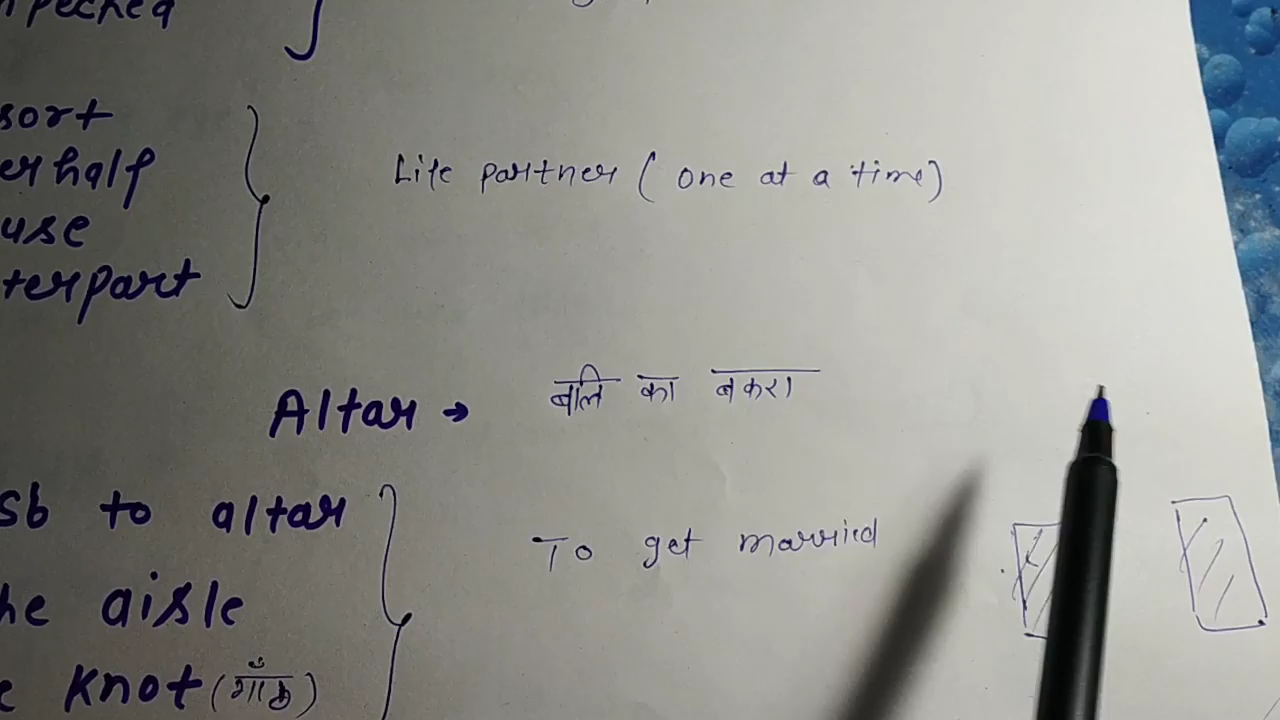 npecked
sort
er half
use
terpart
Life partner ( one at a time)
Altar → बलि का बकरा
sb to altar
he aisle
e Knot (गाँठ)
To get married